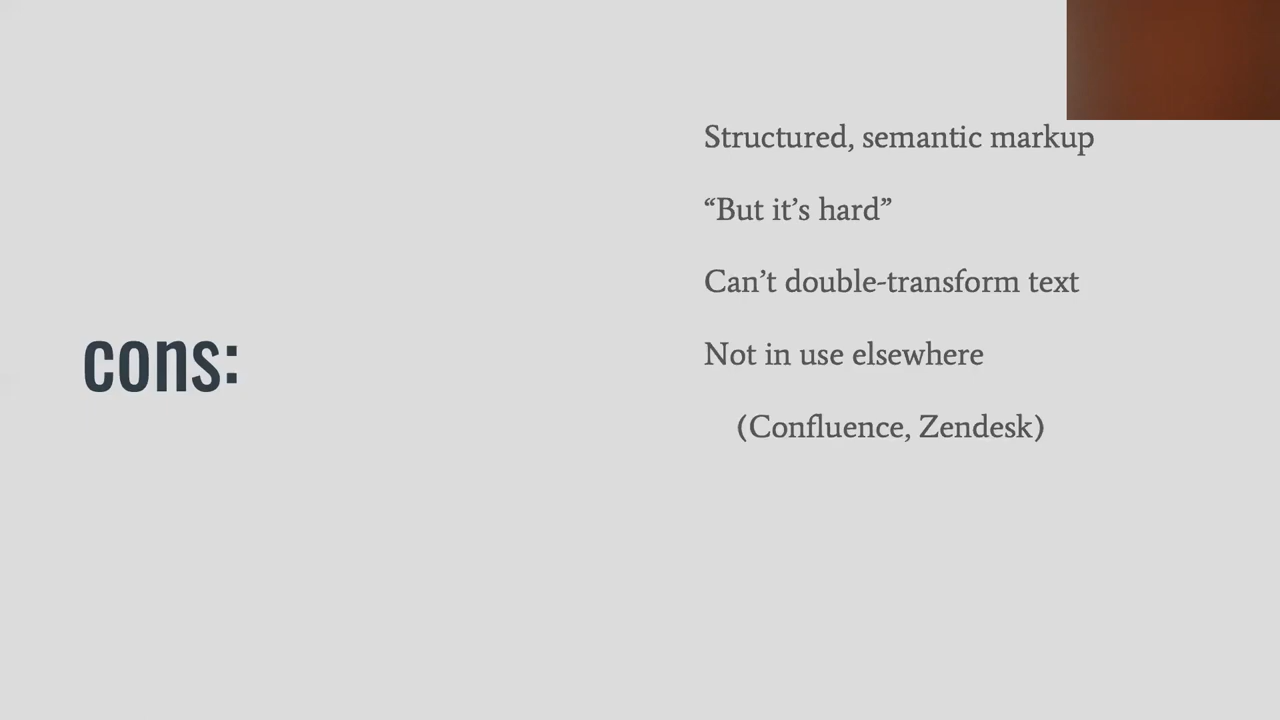 cons:
Structured, semantic markup
“But it’s hard”
Can’t double-transform text
Not in use elsewhere
(Confluence, Zendesk)